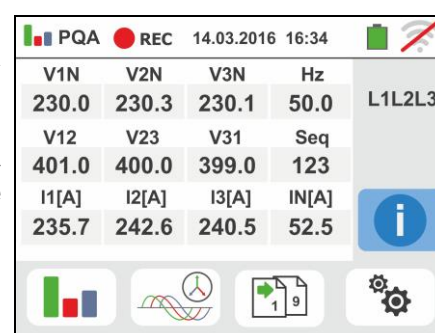 PQA REC 14.03.2016 16:34
V1N V2N V3N Hz
230.0 230.3 230.1 50.0 L1L2L3
V12 V23 V31 Seq
401.0 400.0 399.0 123
I1[A] I2[A] I3[A] IN[A]
235.7 242.6 240.5 52.5
i
1 9